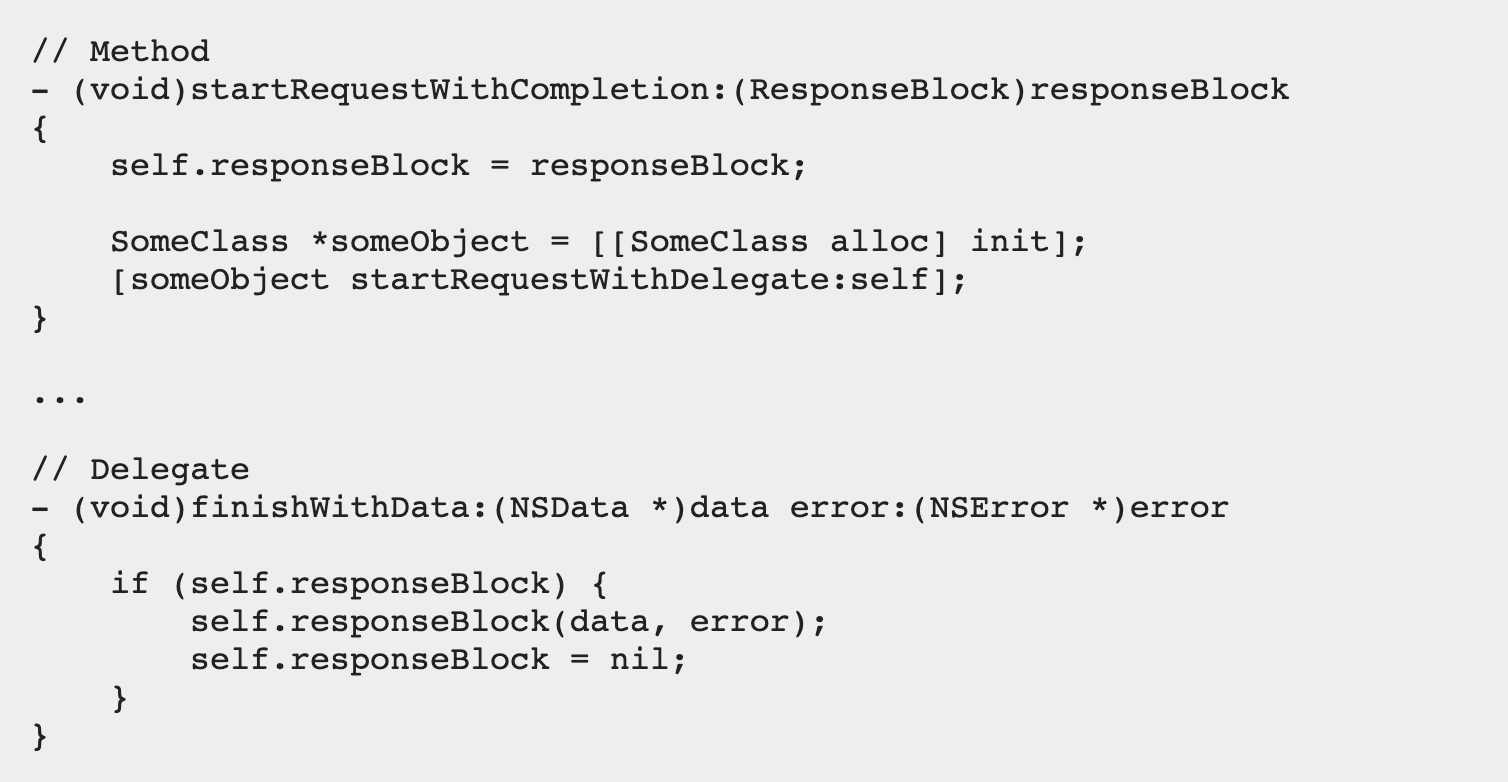 // Method
- (void)startRequestWithCompletion:(ResponseBlock)responseBlock
{
    self.responseBlock = responseBlock;

    SomeClass *someObject = [[SomeClass alloc] init];
    [someObject startRequestWithDelegate:self];
}

...

// Delegate
- (void)finishWithData:(NSData *)data error:(NSError *)error
{
    if (self.responseBlock) {
        self.responseBlock(data, error);
        self.responseBlock = nil;
    }
}